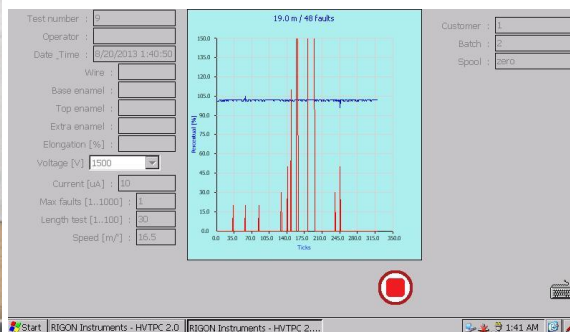 Test number : 9
Operator :
Date _Time : 8/20/2013 1:40:50
Wire :
Base enamel :
Top enamel :
Extra enamel :
Elongation [%] :
Voltage [V] 1500
Current [uA] : 10
Max faults [1..1000] : 1
Length test [1..100] : 30
Speed [m/'] : 16.5
19.0 m / 48 faults
Percentual [%]
150.0
135.0
120.0
105.0
90.0
75.0
60.0
45.0
30.0
15.0
0.0
0.0 35.0 70.0 105.0 140.0 175.0 210.0 245.0 280.0 315.0 350.0
Ticks
Customer : 1
Batch : 2
Spool : zero
Start RIGON Instruments - HVTPC 2.0 RIGON Instruments - HVTPC 2.... 1:41 AM